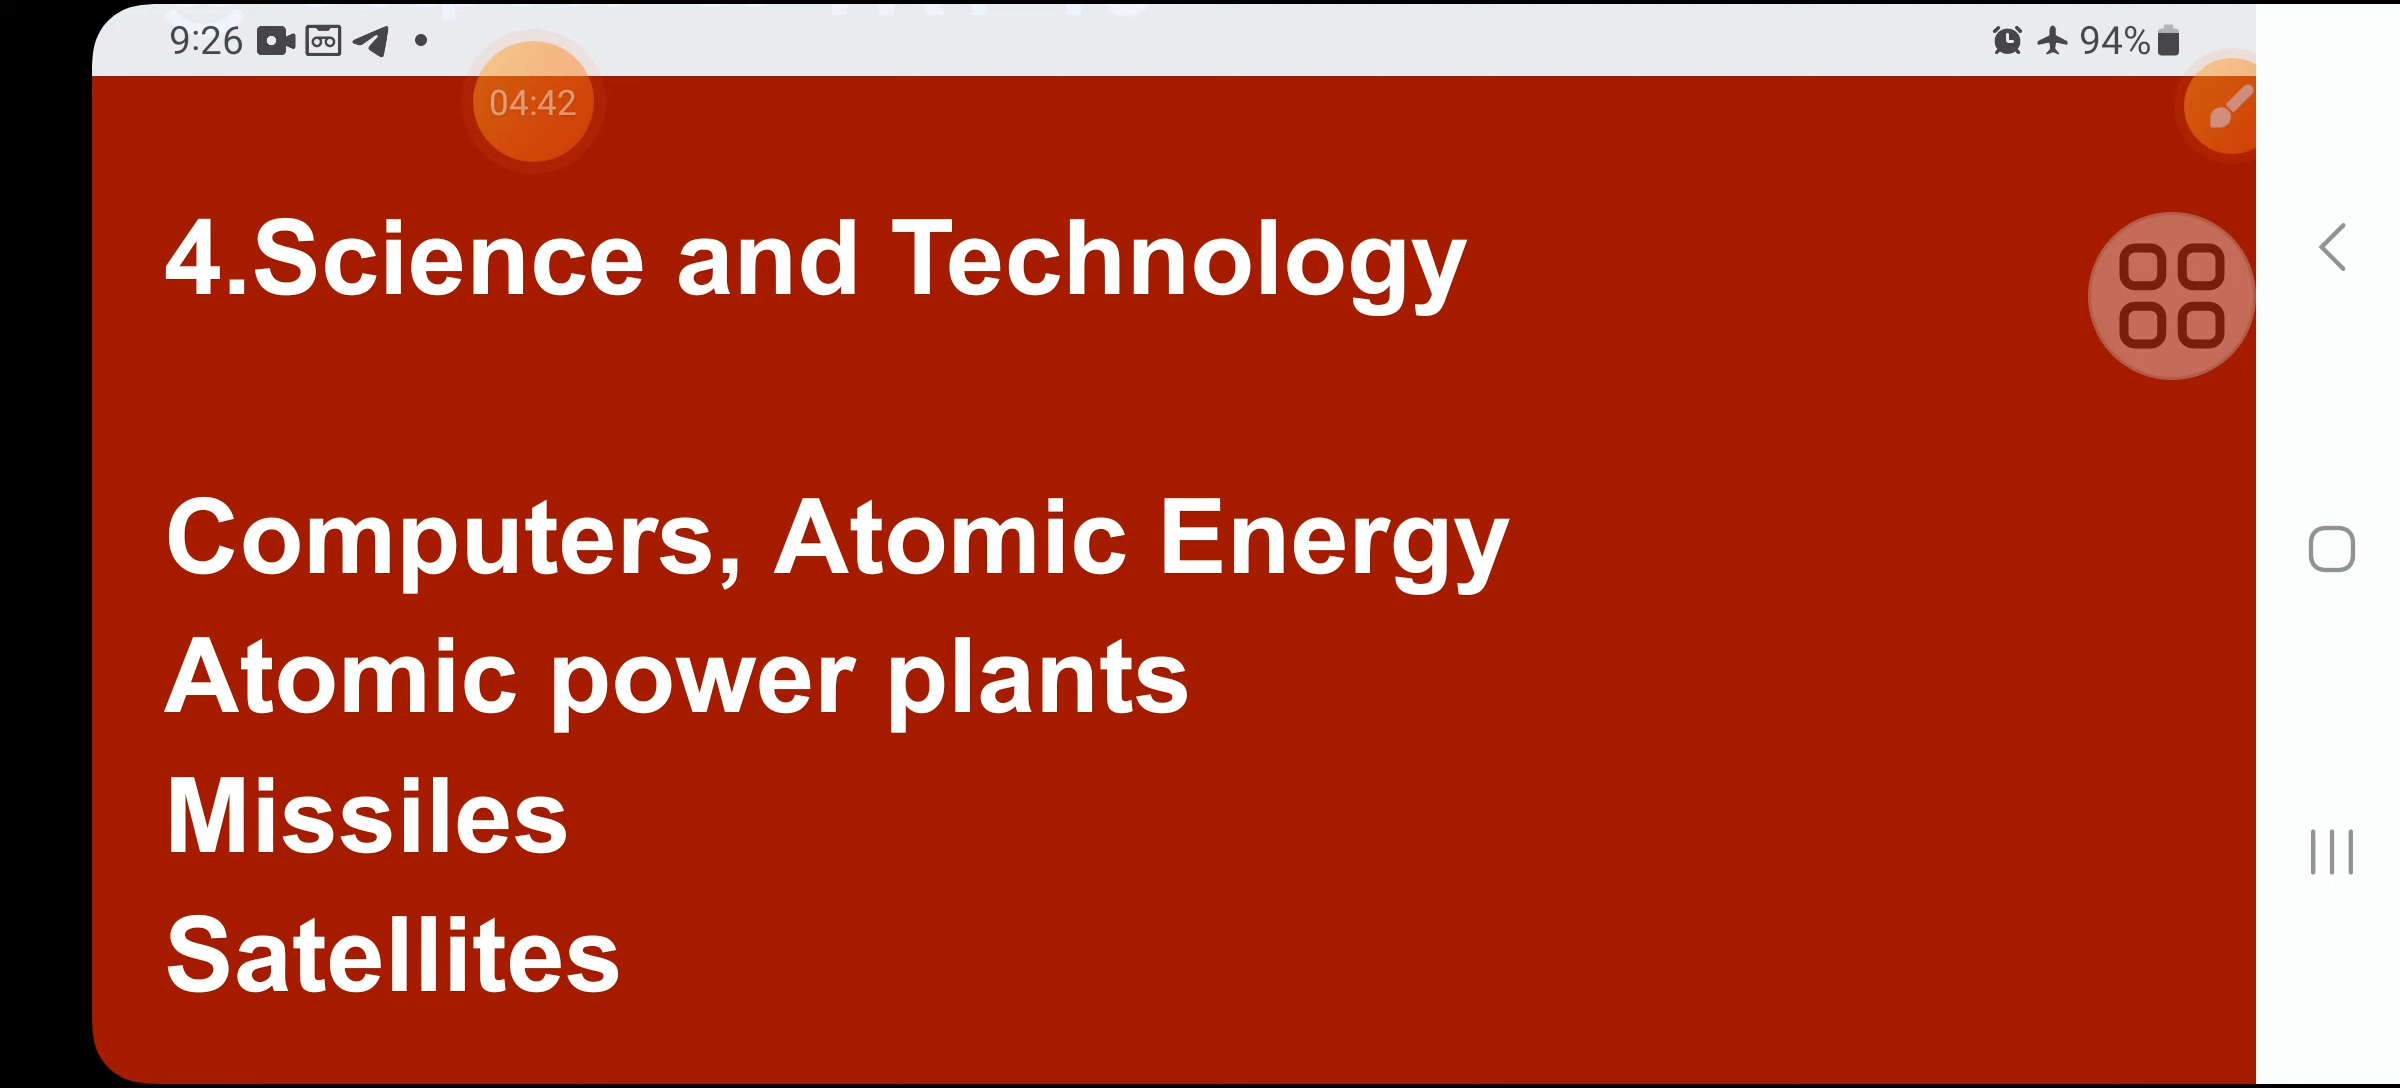 9:26
94%
04:42
4.Science and Technology
Computers, Atomic Energy
Atomic power plants
Missiles
Satellites